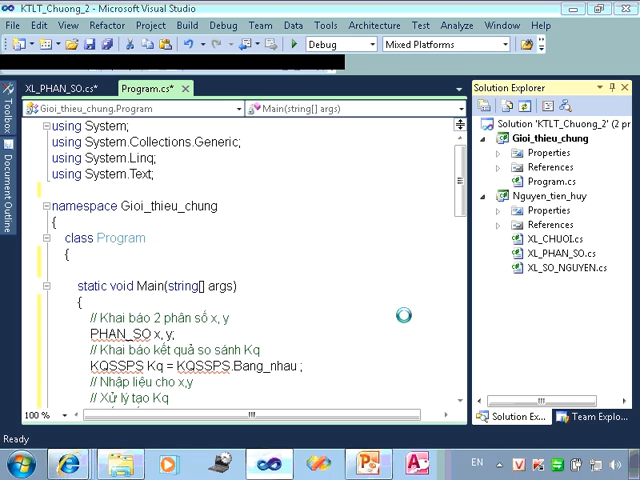 KTLT_Chuong_2 - Microsoft Visual Studio
File Edit View Refactor Project Build Debug Team Data Tools
Architecture Test Analyze Window Help
Debug Mixed Platforms
XL_PHAN_SO.cs* Program.cs*
Gioi_thieu_chung.Program Main(string[] args)
Toolbox
Document Outline
using System;
using System.Collections.Generic;
using System.Linq;
using System.Text;
namespace Gioi_thieu_chung
{
class Program
{
static void Main(string[] args)
{
// Khai báo 2 phân số x, y
PHAN_SO x, y;
// Khai báo kết quả so sánh Kq
KQSSPS Kq = KQSSPS.Bang_nhau ;
// Nhập liệu cho x,y
// Xử lý tạo Kq
100 %
Solution Explorer
Solution 'KTLT_Chuong_2' (
Gioi_thieu_chung
Properties
References
Program.cs
Nguyen_tien_huy
Properties
References
XL_CHUOI.cs
XL_PHAN_SO.cs
XL_SO_NGUYEN.cs
Solution Ex... Team Explo...
Ready
EN